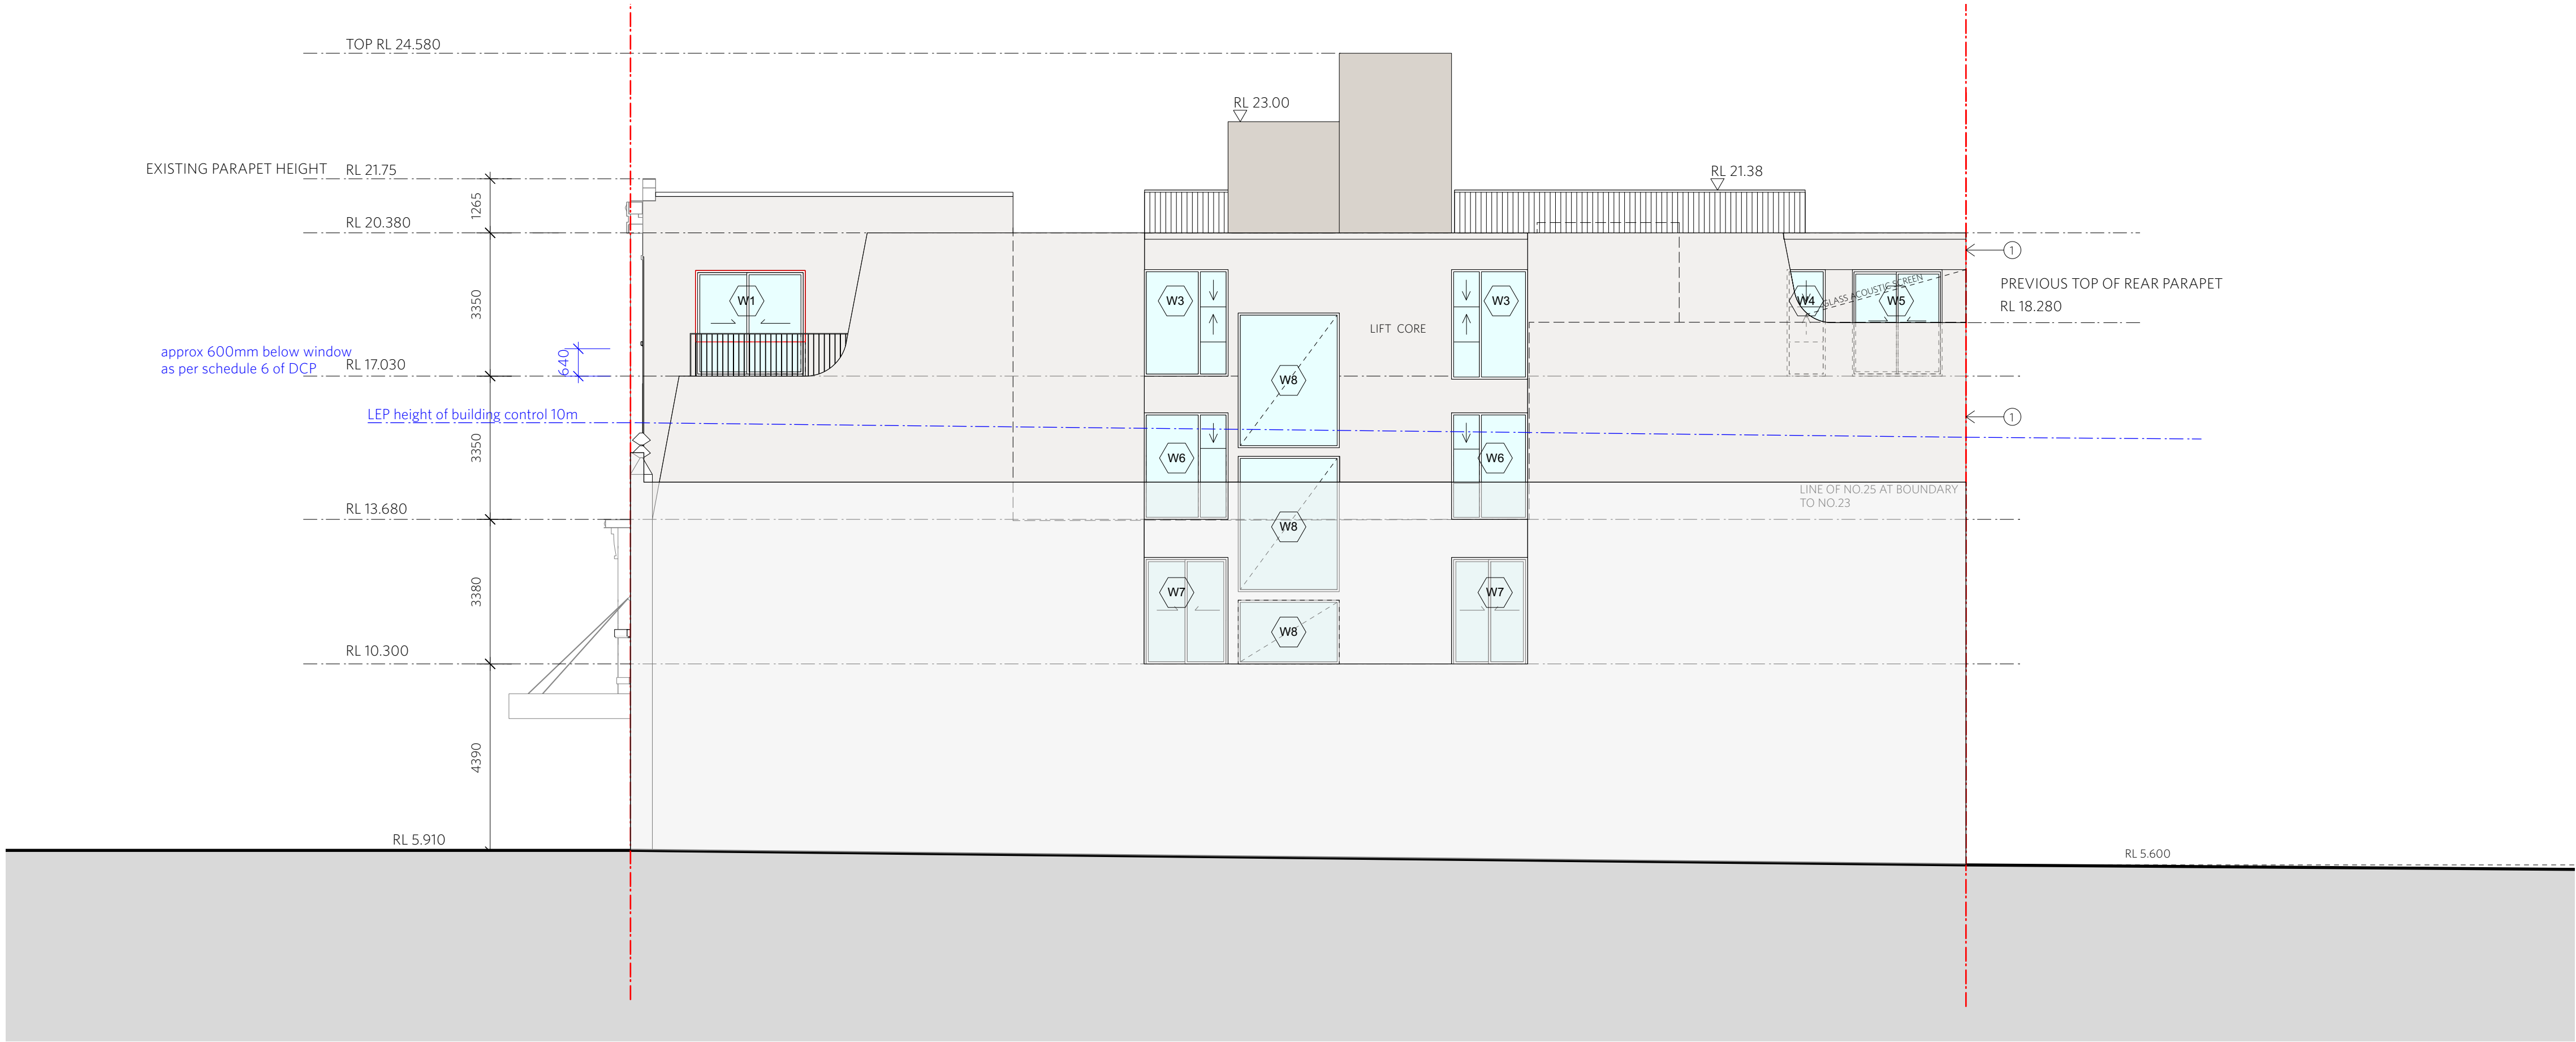 TOP RL 24.580
RL 23.00
EXISTING PARAPET HEIGHT RL 21.75
RL 21.38
1265
RL 20.380
1
3350
W1
W3
W3
W4
GLASS ACOUSTIC SCREEN
W5
PREVIOUS TOP OF REAR PARAPET
RL 18.280
LIFT CORE
approx 600mm below window
as per schedule 6 of DCP
RL 17.030
640
W8
LEP height of building control 10m
1
3350
W6
W6
LINE OF NO.25 AT BOUNDARY
TO NO.23
RL 13.680
W8
3380
W7
W7
W8
RL 10.300
4390
RL 5.910
RL 5.600